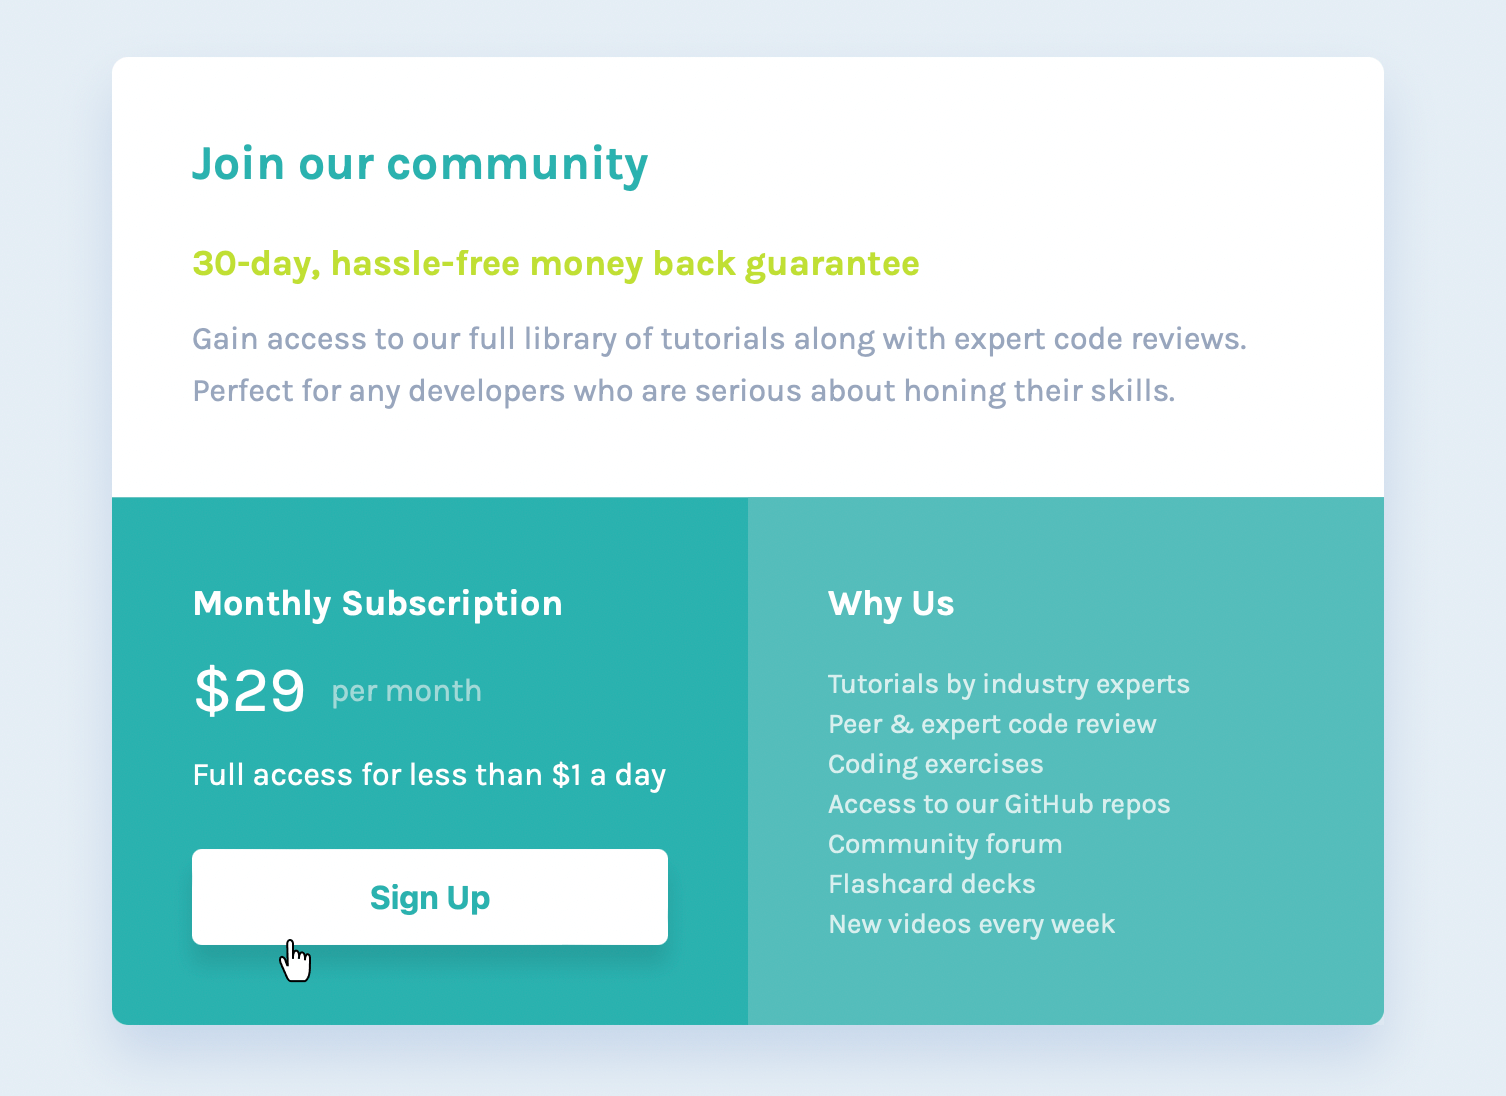 Join our community
30-day, hassle-free money back guarantee
Gain access to our full library of tutorials along with expert code reviews.
Perfect for any developers who are serious about honing their skills.
Monthly Subscription
$29 per month
Full access for less than $1 a day
Sign Up
Why Us
Tutorials by industry experts
Peer & expert code review
Coding exercises
Access to our GitHub repos
Community forum
Flashcard decks
New videos every week